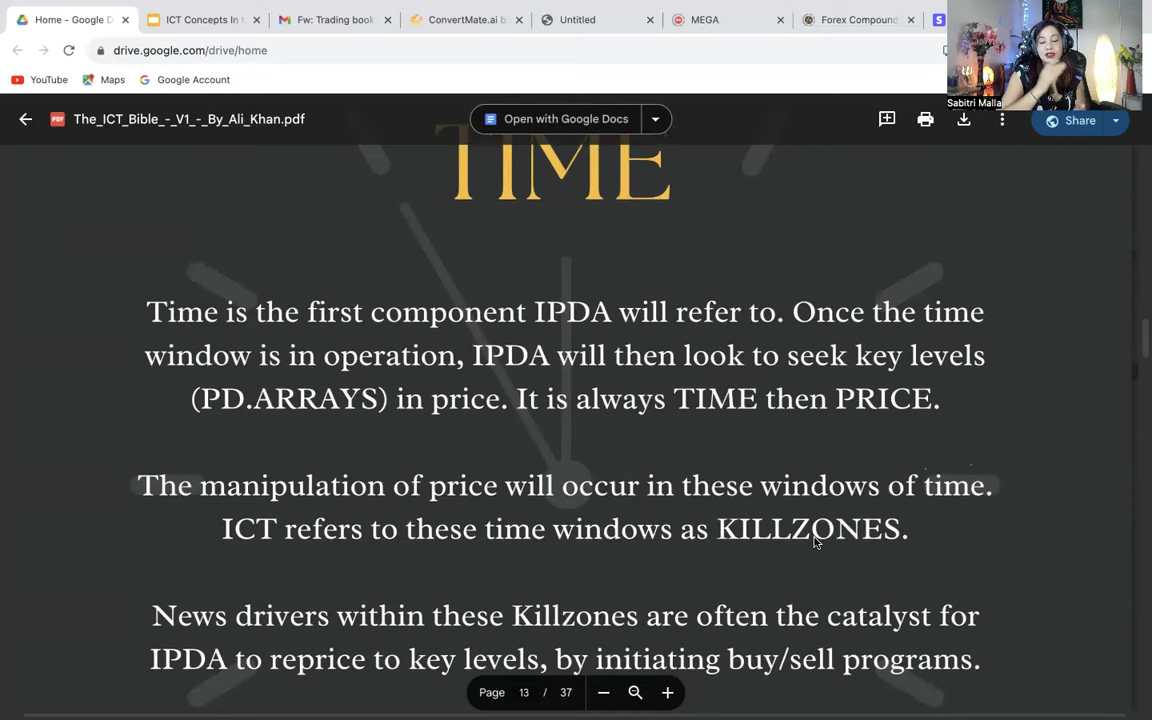 Home - Google D
ICT Concepts In
Fw: Trading book
ConvertMate.ai b
Untitled
MEGA
Forex Compound
drive.google.com/drive/home
YouTube
Maps
Google Account
Sabitri Malla
The_ICT_Bible_-_V1_-_By_Ali_Khan.pdf
Open with Google Docs
Share
TIME
Time is the first component IPDA will refer to. Once the time
window is in operation, IPDA will then look to seek key levels
(PD.ARRAYS) in price. It is always TIME then PRICE.
The manipulation of price will occur in these windows of time.
ICT refers to these time windows as KILLZONES.
News drivers within these Killzones are often the catalyst for
IPDA to reprice to key levels, by initiating buy/sell programs.
Page 13 / 37